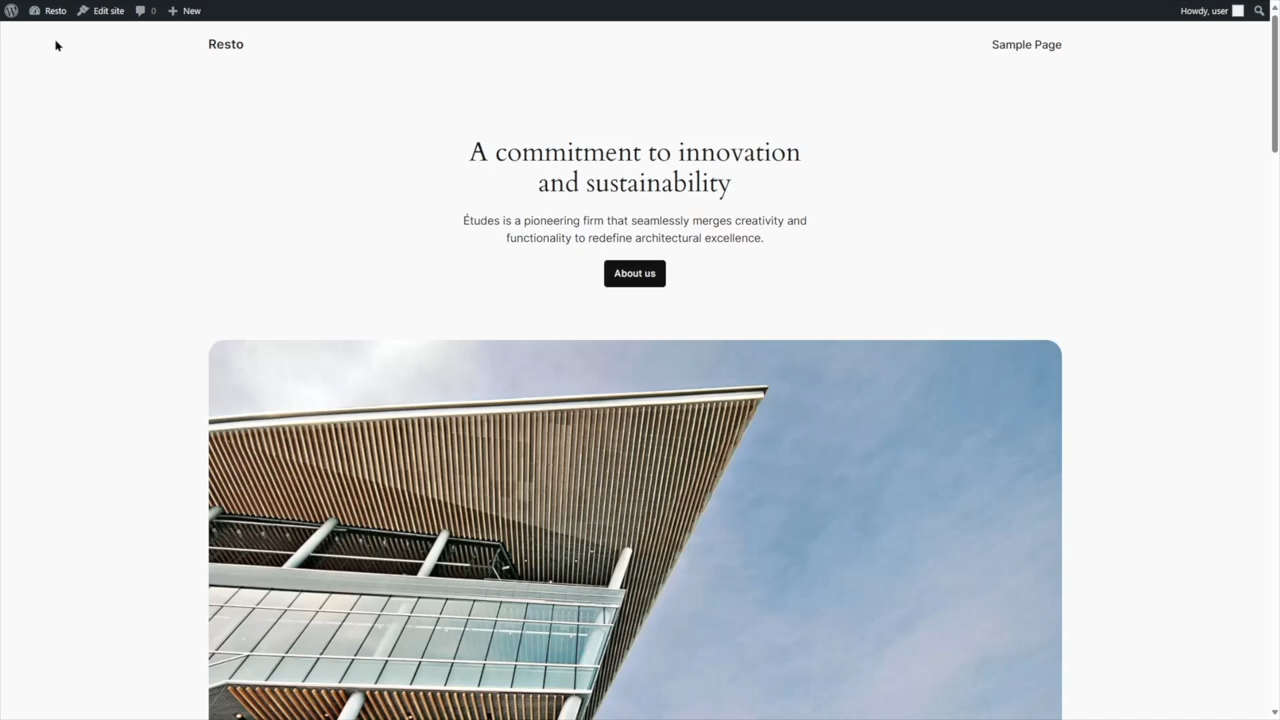 Resto Edit site 0 New Howdy, user
Resto Sample Page
A commitment to innovation
and sustainability
Études is a pioneering firm that seamlessly merges creativity and
functionality to redefine architectural excellence.
About us